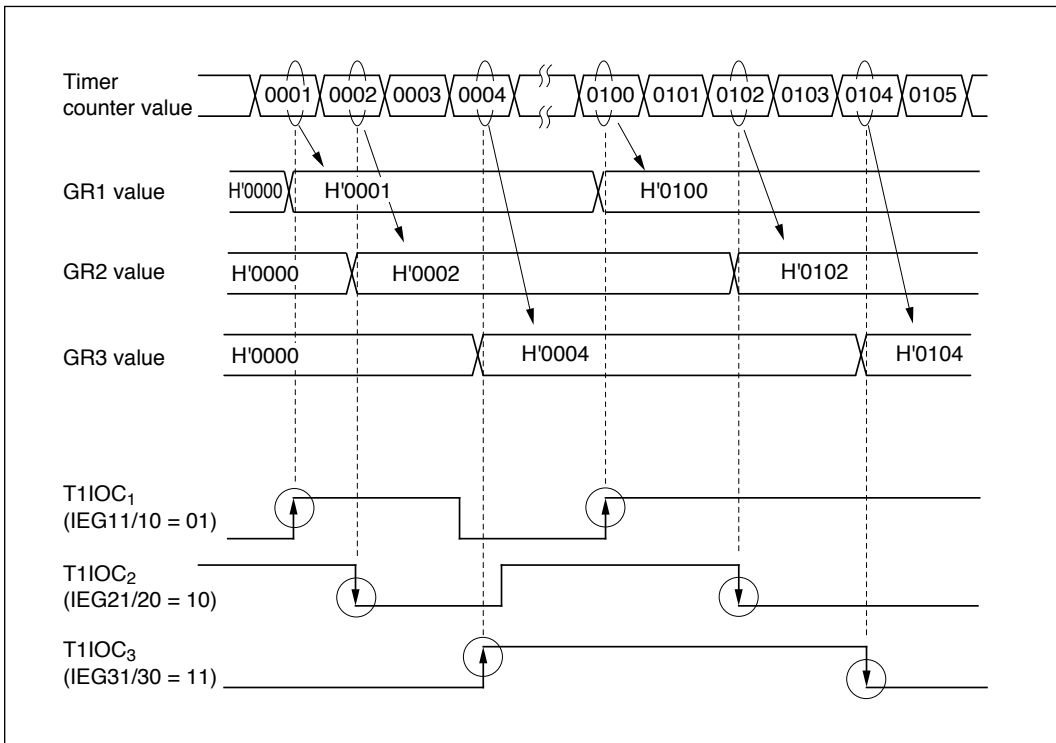 Timer
counter value
0001 0002 0003 0004 0100 0101 0102 0103 0104 0105
GR1 value
H'0000 H'0001 H'0100
GR2 value
H'0000 H'0002 H'0102
GR3 value
H'0000 H'0004 H'0104
T1IOC1
(IEG11/10 = 01)
T1IOC2
(IEG21/20 = 10)
T1IOC3
(IEG31/30 = 11)